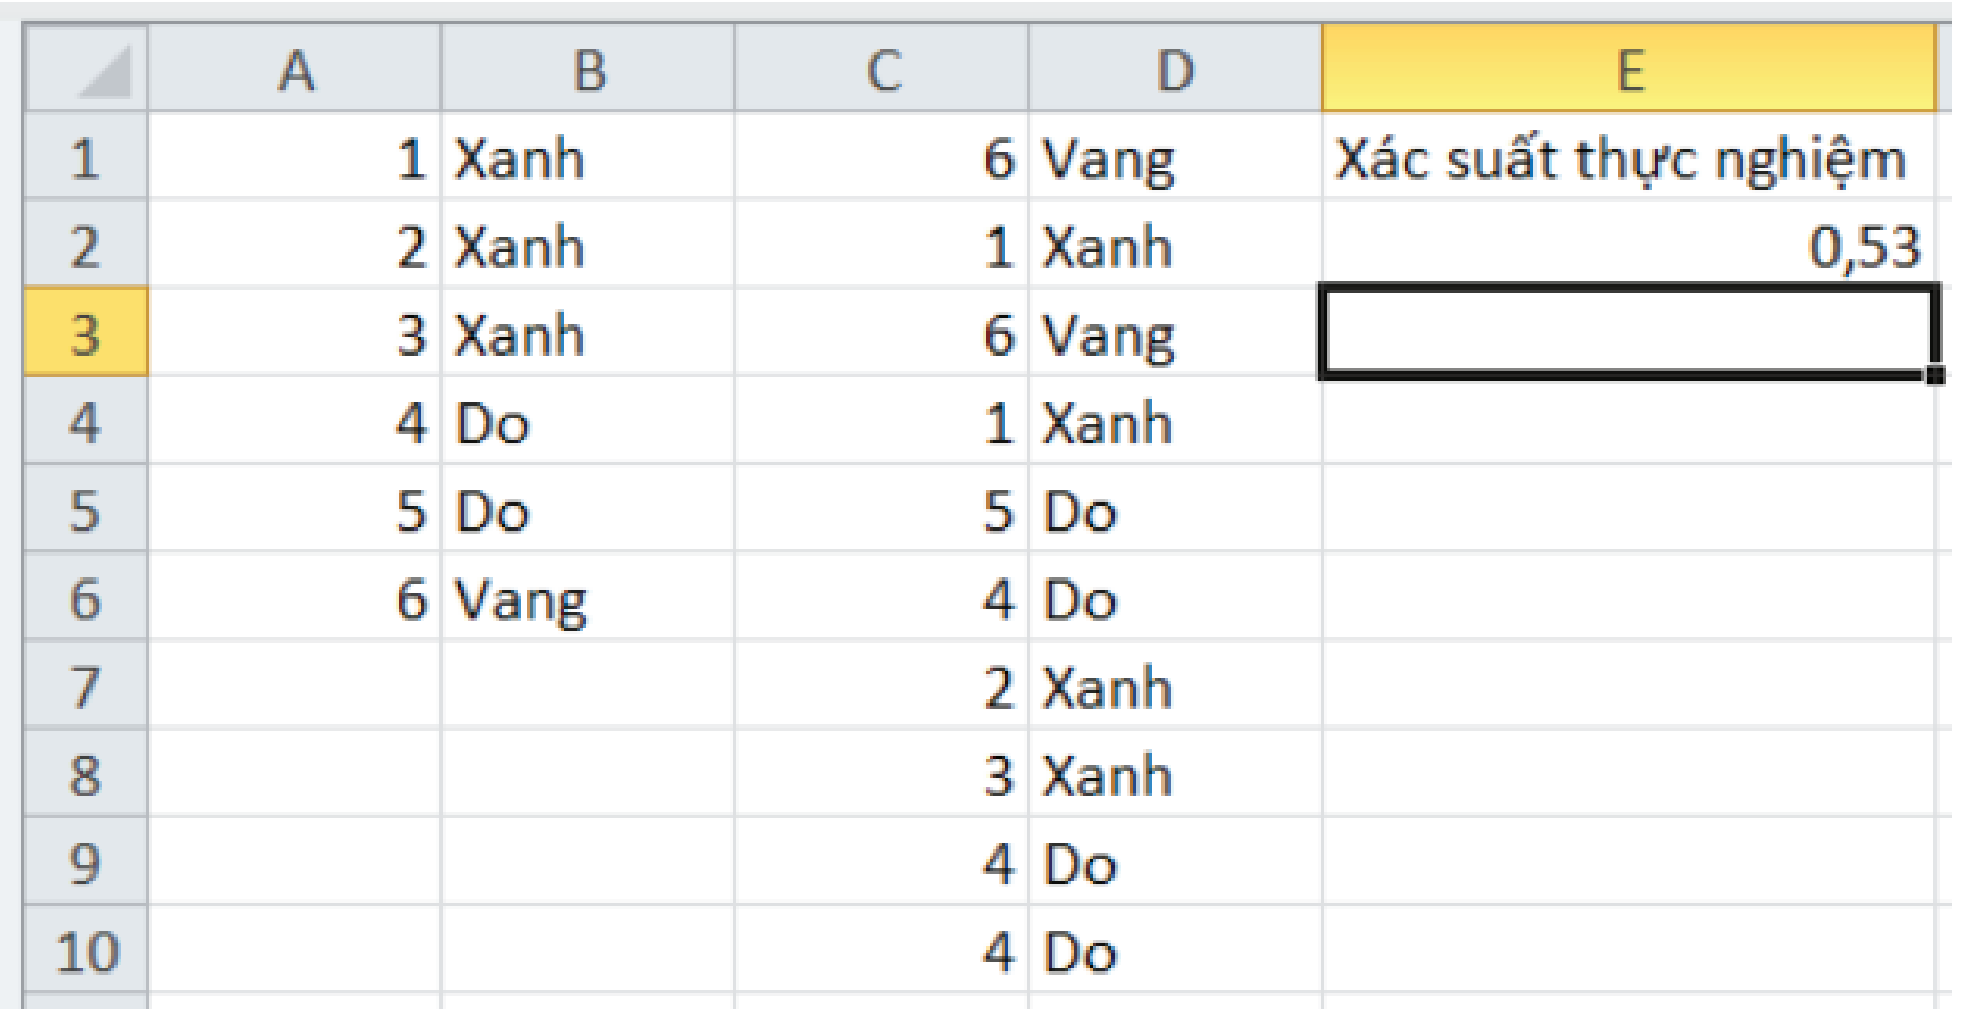 A B C D E
1 1 Xanh 6 Vang Xác suất thực nghiệm
2 2 Xanh 1 Xanh 0,53
3 3 Xanh 6 Vang
4 4 Do 1 Xanh
5 5 Do 5 Do
6 6 Vang 4 Do
7 2 Xanh
8 3 Xanh
9 4 Do
10 4 Do